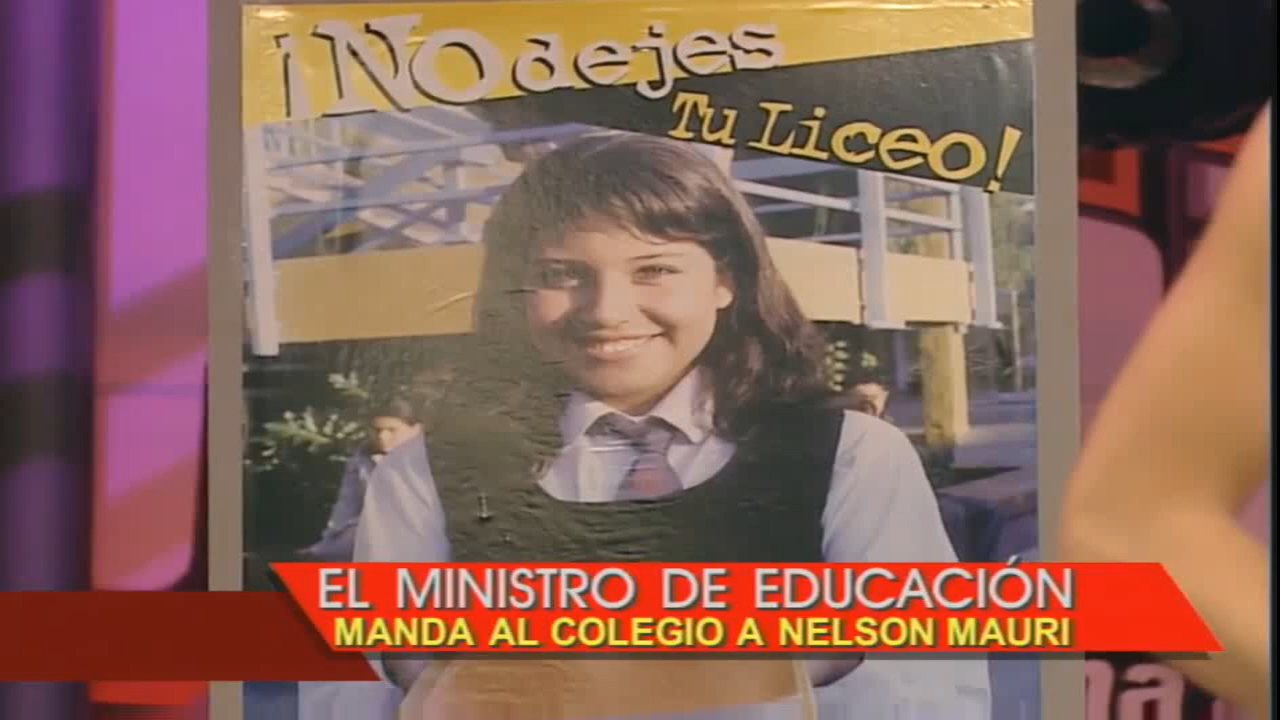 ¡No dejes
Tu Liceo!
EL MINISTRO DE EDUCACIÓN
MANDA AL COLEGIO A NELSON MAURI